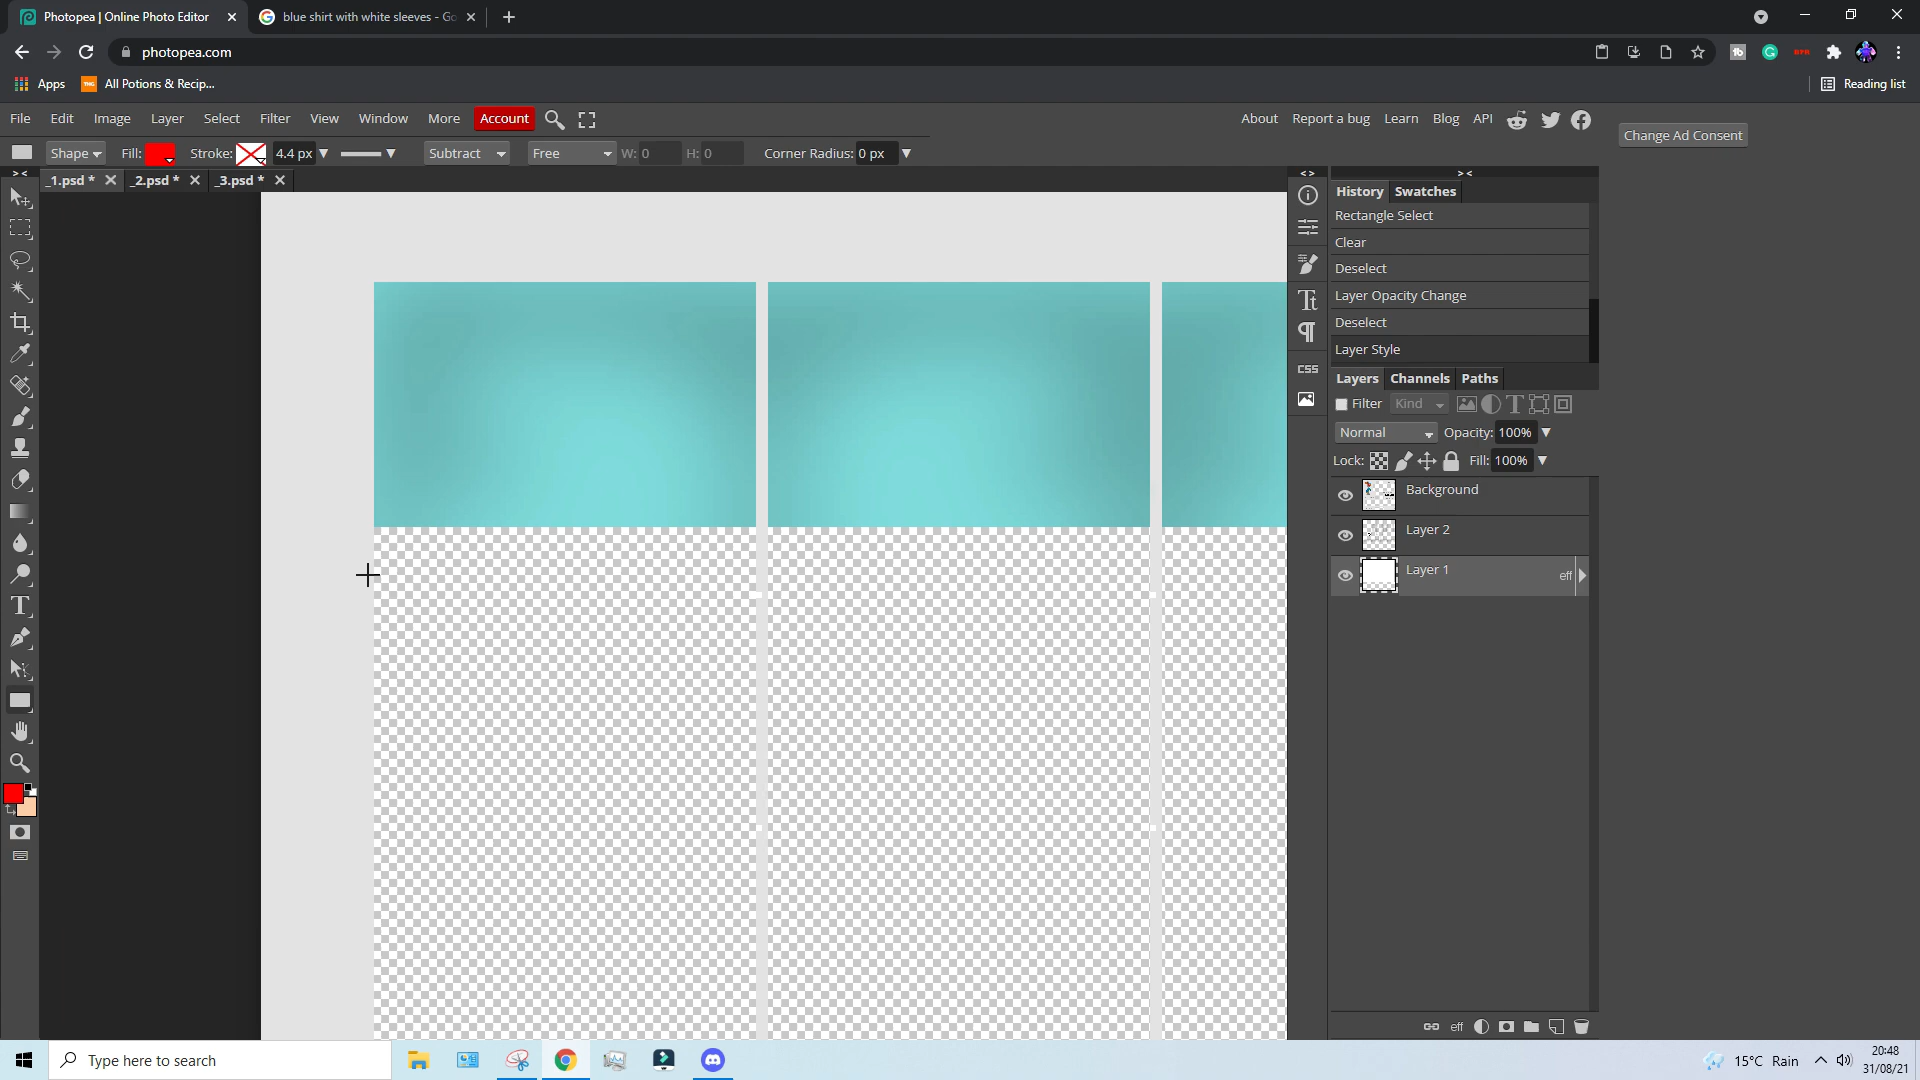 Photopea | Online Photo Editor
blue shirt with white sleeves - Go
photopea.com
Apps
All Potions & Recip...
Reading list
File Edit Image Layer Select Filter View Window More Account
About Report a bug Learn Blog API
Change Ad Consent
Shape Fill: Stroke: 4.4 px Subtract Free W: 0 H: 0 Corner Radius: 0 px
_1.psd * _2.psd * _3.psd *
History Swatches
Rectangle Select
Clear
Deselect
Layer Opacity Change
Deselect
Layer Style
CSS
Layers Channels Paths
Filter Kind
Normal Opacity: 100%
Lock: Fill: 100%
Background
Layer 2
Layer 1 eff
eff
Type here to search
15°C Rain
20:48
31/08/21